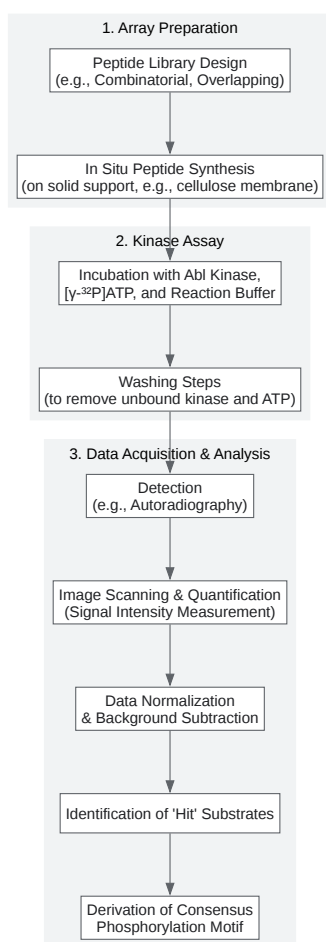 1. Array Preparation
Peptide Library Design
(e.g., Combinatorial, Overlapping)
In Situ Peptide Synthesis
(on solid support, e.g., cellulose membrane)
2. Kinase Assay
Incubation with Abl Kinase,
[γ-³²P]ATP, and Reaction Buffer
Washing Steps
(to remove unbound kinase and ATP)
3. Data Acquisition & Analysis
Detection
(e.g., Autoradiography)
Image Scanning & Quantification
(Signal Intensity Measurement)
Data Normalization
& Background Subtraction
Identification of 'Hit' Substrates
Derivation of Consensus
Phosphorylation Motif